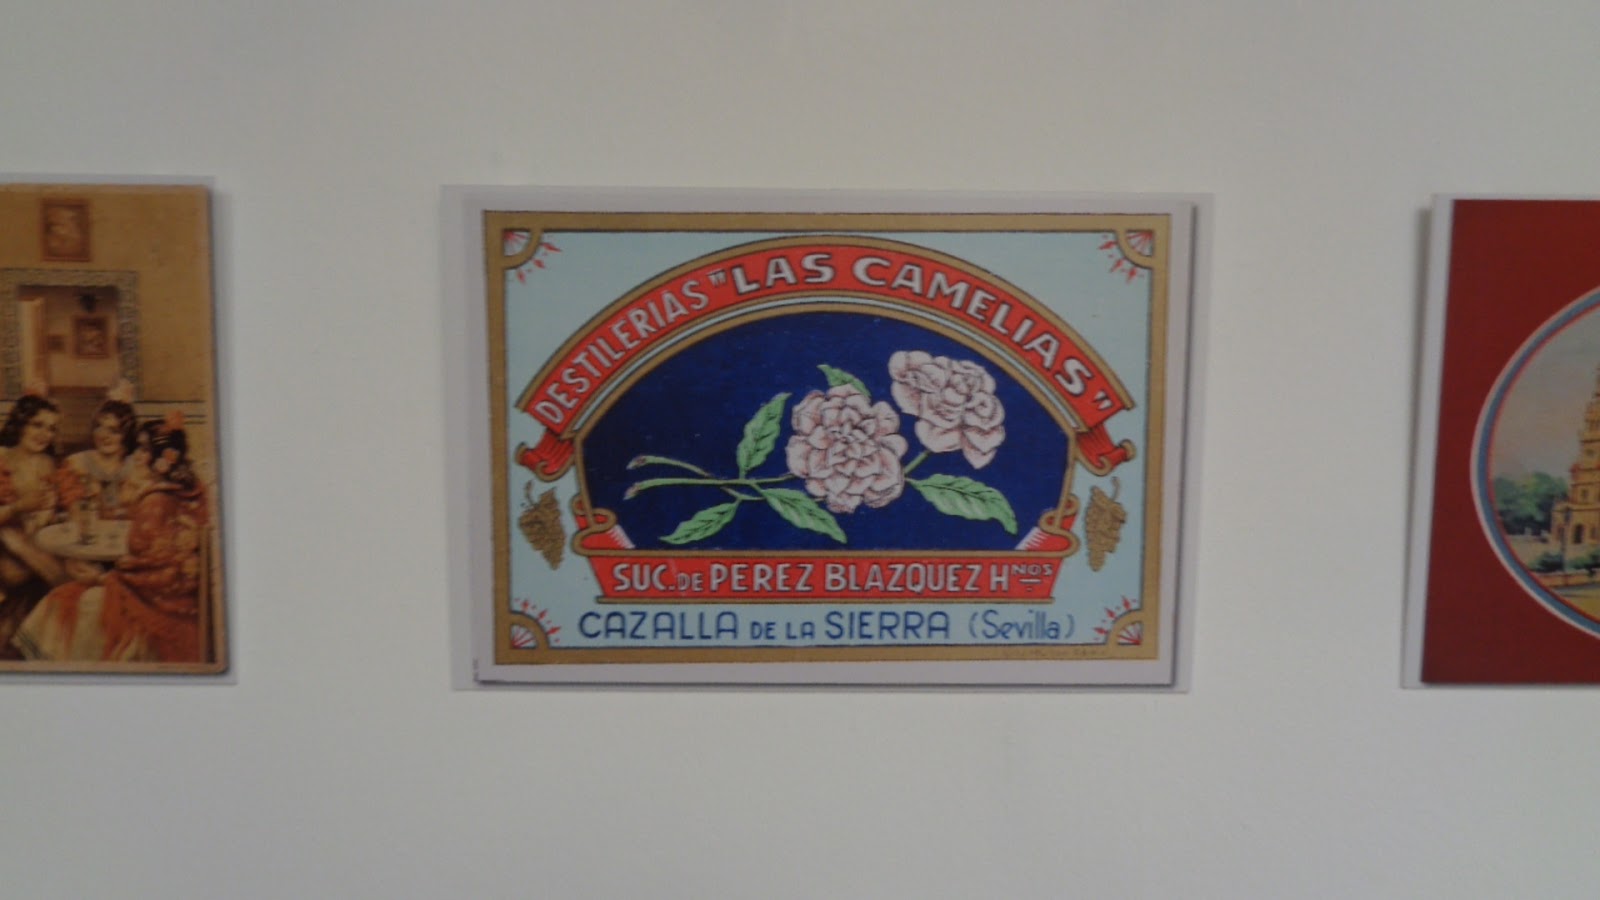 DESTILERIAS "LAS CAMELIAS"
SUC. DE PEREZ BLAZQUEZ HNOS
CAZALLA DE LA SIERRA (Sevilla)